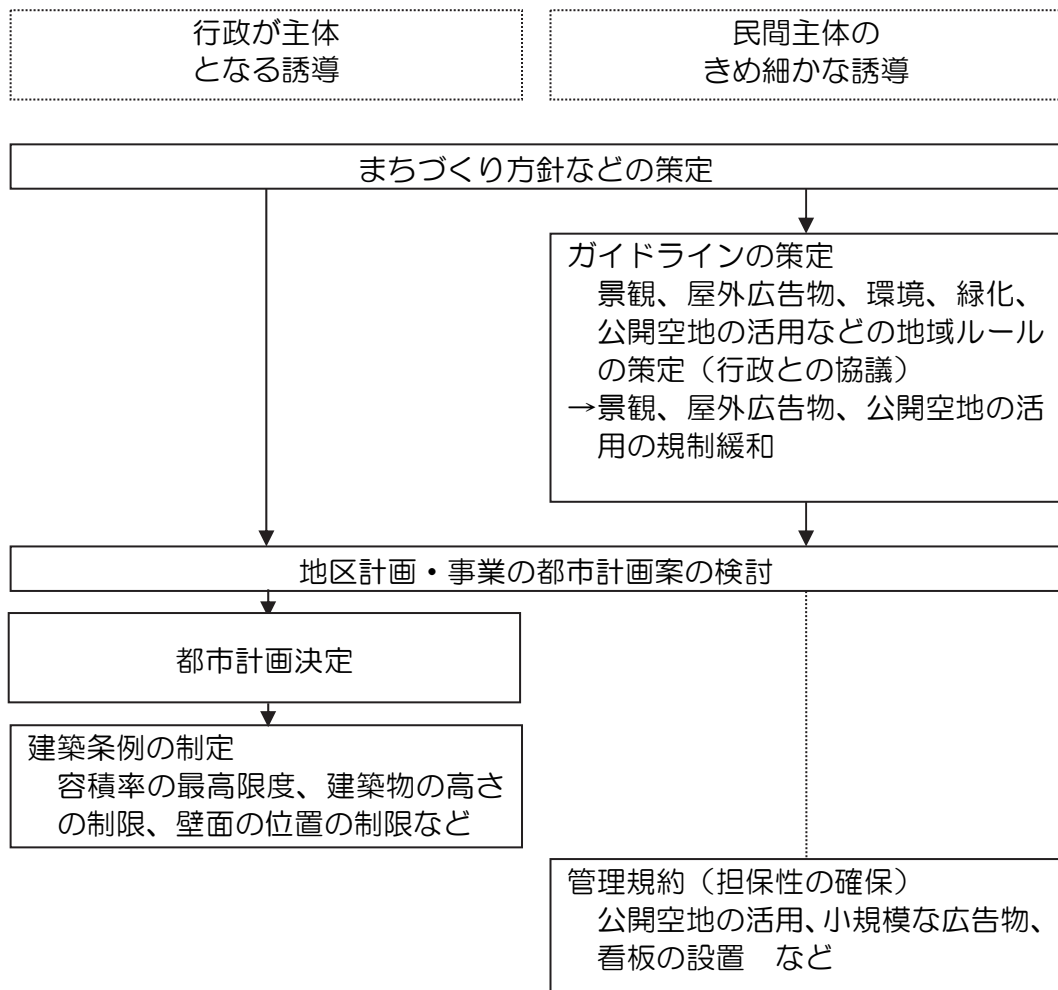 行政が主体
となる誘導
民間主体の
きめ細かな誘導
まちづくり方針などの策定
ガイドラインの策定
景観、屋外広告物、環境、緑化、
公開空地の活用などの地域ルール
の策定（行政との協議）
→景観、屋外広告物、公開空地の活
用の規制緩和
地区計画・事業の都市計画案の検討
都市計画決定
建築条例の制定
容積率の最高限度、建築物の高さ
の制限、壁面の位置の制限など
管理規約（担保性の確保）
公開空地の活用、小規模な広告物、
看板の設置　など